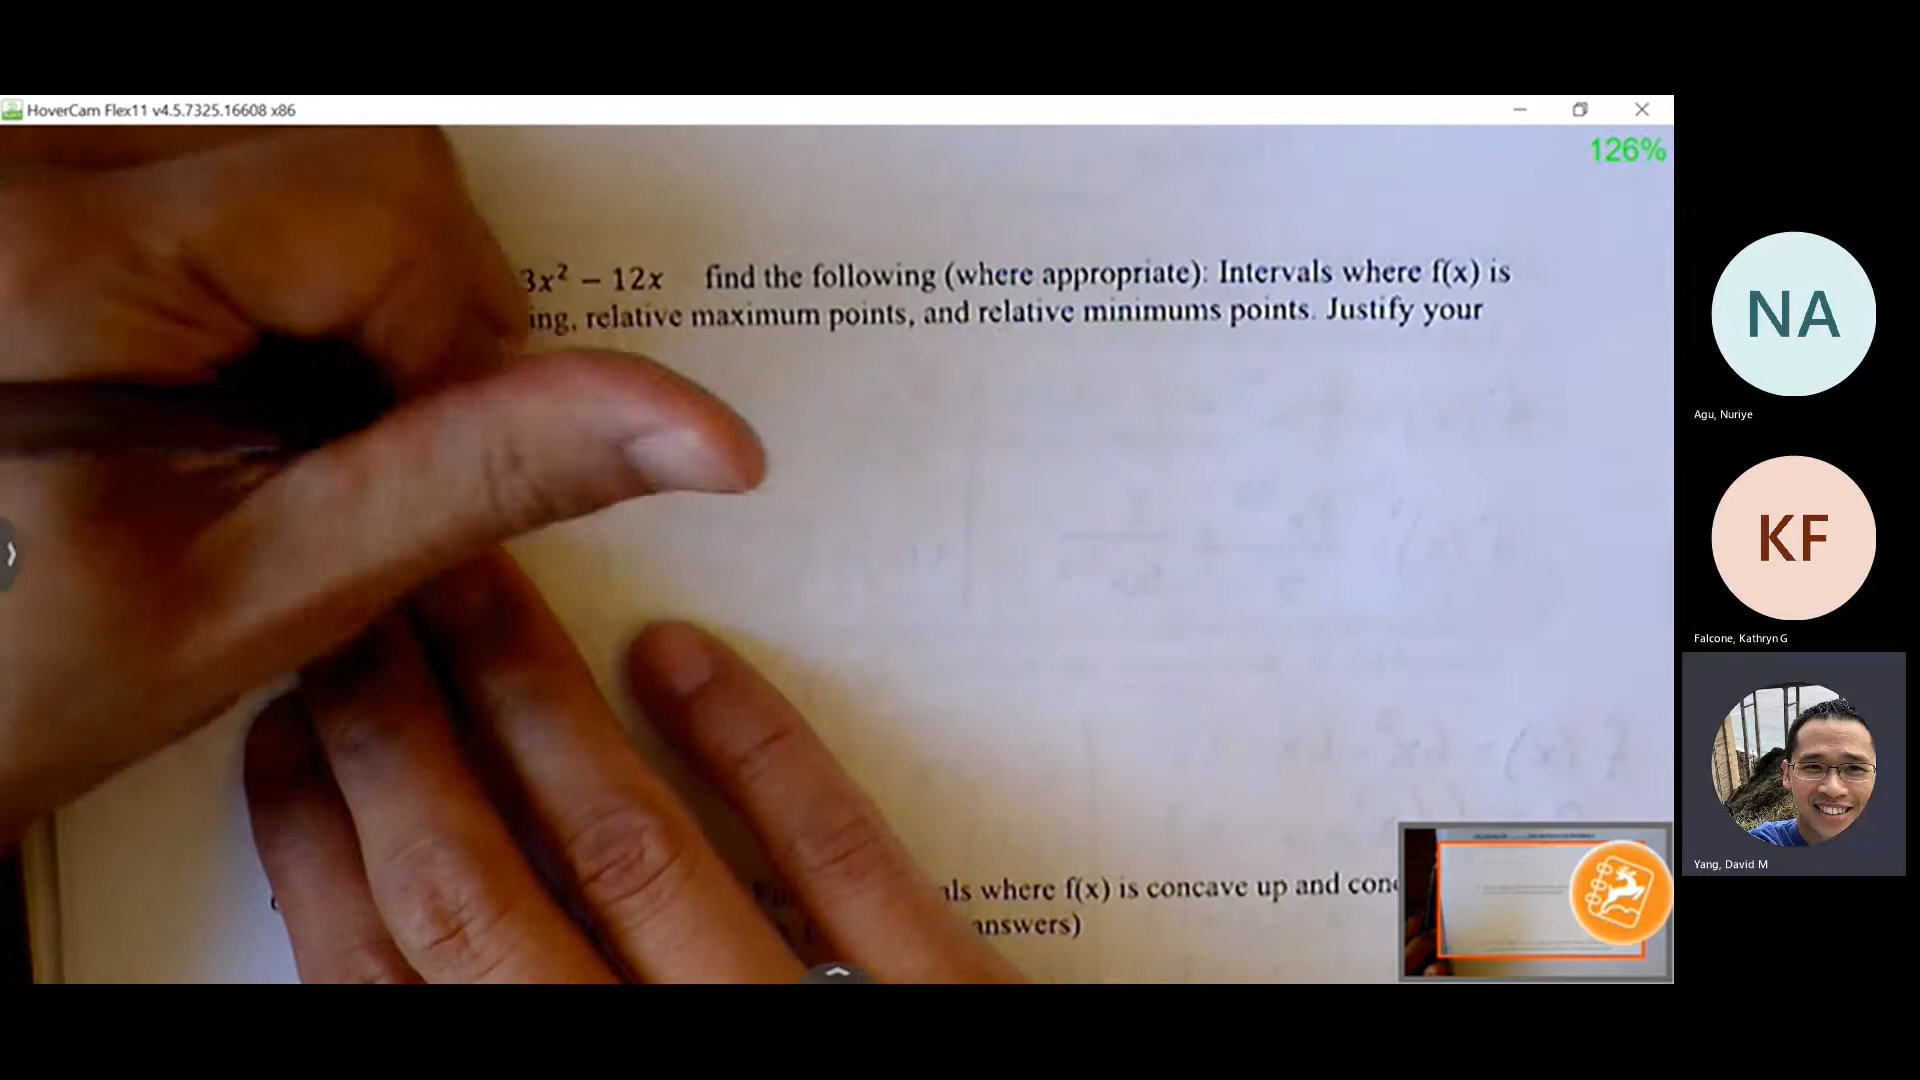 HoverCam Flex11 v4.5.7325.16608 x86
126%
3x² − 12x find the following (where appropriate): Intervals where f(x) is
ing, relative maximum points, and relative minimums points. Justify your
als where f(x) is concave up and conc
answers)
NA
Agu, Nuriye
KF
Falcone, Kathryn G
Yang, David M